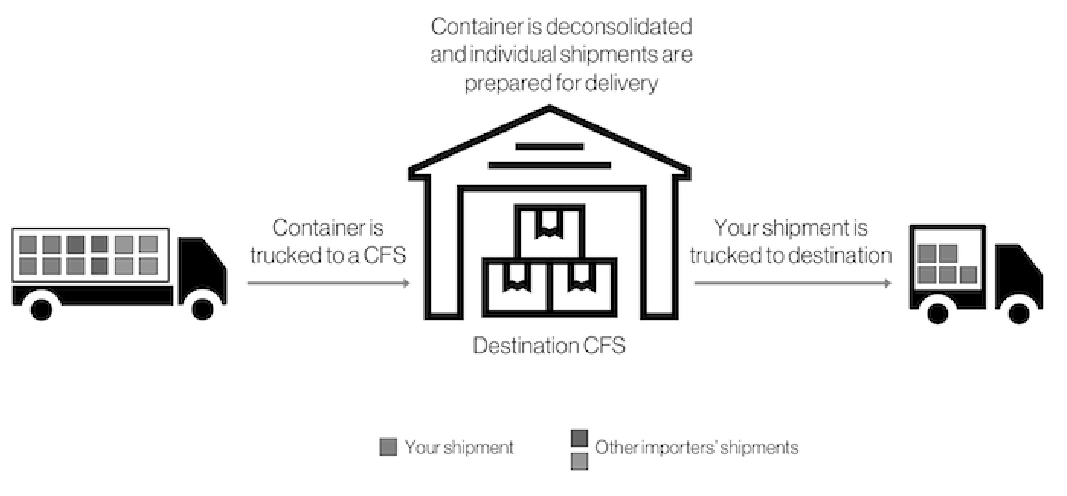 Container is deconsolidated
and individual shipments are
prepared for delivery
Container is
trucked to a CFS
Your shipment is
trucked to destination
Destination CFS
Your shipment
Other importers' shipments